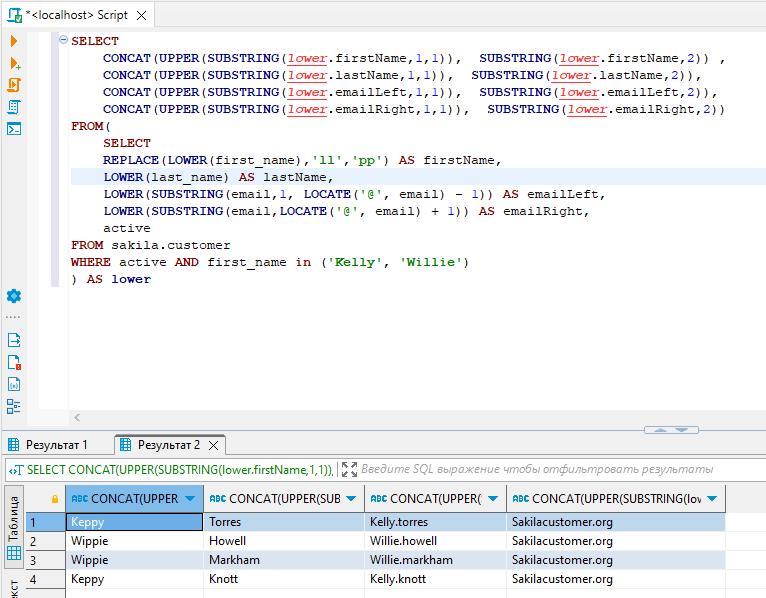 *<localhost> Script
SELECT
CONCAT(UPPER(SUBSTRING(lower.firstName,1,1)), SUBSTRING(lower.firstName,2)) ,
CONCAT(UPPER(SUBSTRING(lower.lastName,1,1)), SUBSTRING(lower.lastName,2)),
CONCAT(UPPER(SUBSTRING(lower.emailLeft,1,1)), SUBSTRING(lower.emailLeft,2)),
CONCAT(UPPER(SUBSTRING(lower.emailRight,1,1)), SUBSTRING(lower.emailRight,2))
FROM(
SELECT
REPLACE(LOWER(first_name),'ll','pp') AS firstName,
LOWER(last_name) AS lastName,
LOWER(SUBSTRING(email,1, LOCATE('@', email) - 1)) AS emailLeft,
LOWER(SUBSTRING(email,LOCATE('@', email) + 1)) AS emailRight,
active
FROM sakila.customer
WHERE active AND first_name in ('Kelly', 'Willie')
) AS lower
Результат 1 Результат 2
SELECT CONCAT(UPPER(SUBSTRING(lower.firstName,1,1)), Введите SQL выражение чтобы отфильтровать результаты
Таблица
ABC CONCAT(UPPER ABC CONCAT(UPPER(SUB ABC CONCAT(UPPER( ABC CONCAT(UPPER(SUBSTRING(lov
1 Keppy Torres Kelly.torres Sakilacustomer.org
2 Wippie Howell Willie.howell Sakilacustomer.org
3 Wippie Markham Willie.markham Sakilacustomer.org
4 Keppy Knott Kelly.knott Sakilacustomer.org